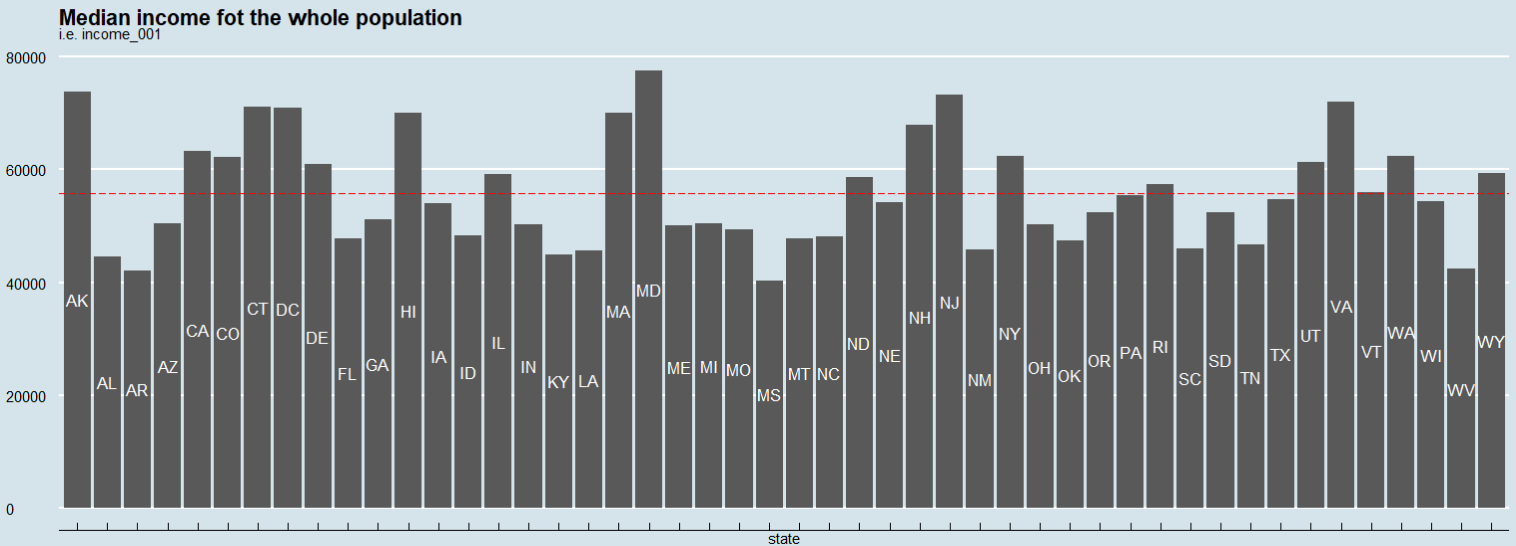 Median income fot the whole population
i.e. income_001
80000
60000
40000
20000
0
AK AL AR AZ CA CO CT DC DE FL GA HI IA ID IL IN KY LA MA MD ME MI MO MS MT NC ND NE NH NJ NM NY OH OK OR PA RI SC SD TN TX UT VA VT WA WI WV WY
state